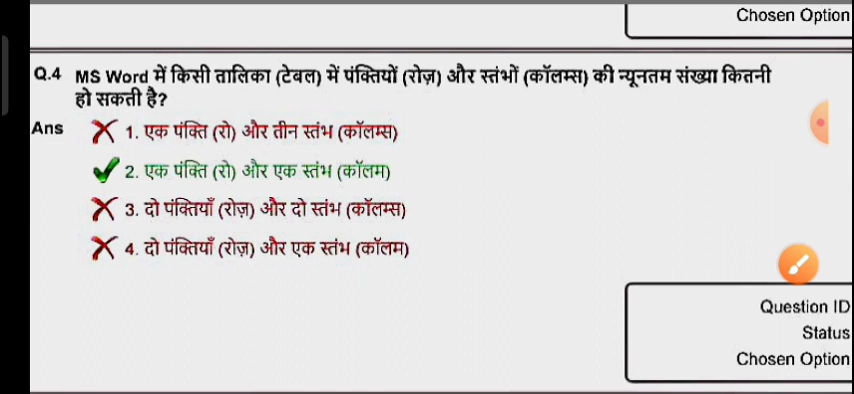 Chosen Option
Q.4 MS Word में किसी तालिका (टेबल) में पंक्तियों (रोज़) और स्तंभों (कॉलम्स) की न्यूनतम संख्या कितनी
हो सकती है?
Ans 1. एक पंक्ति (रो) और तीन स्तंभ (कॉलम्स)
2. एक पंक्ति (रो) और एक स्तंभ (कॉलम)
3. दो पंक्तियाँ (रोज़) और दो स्तंभ (कॉलम्स)
4. दो पंक्तियाँ (रोज़) और एक स्तंभ (कॉलम)
Question ID
Status
Chosen Option